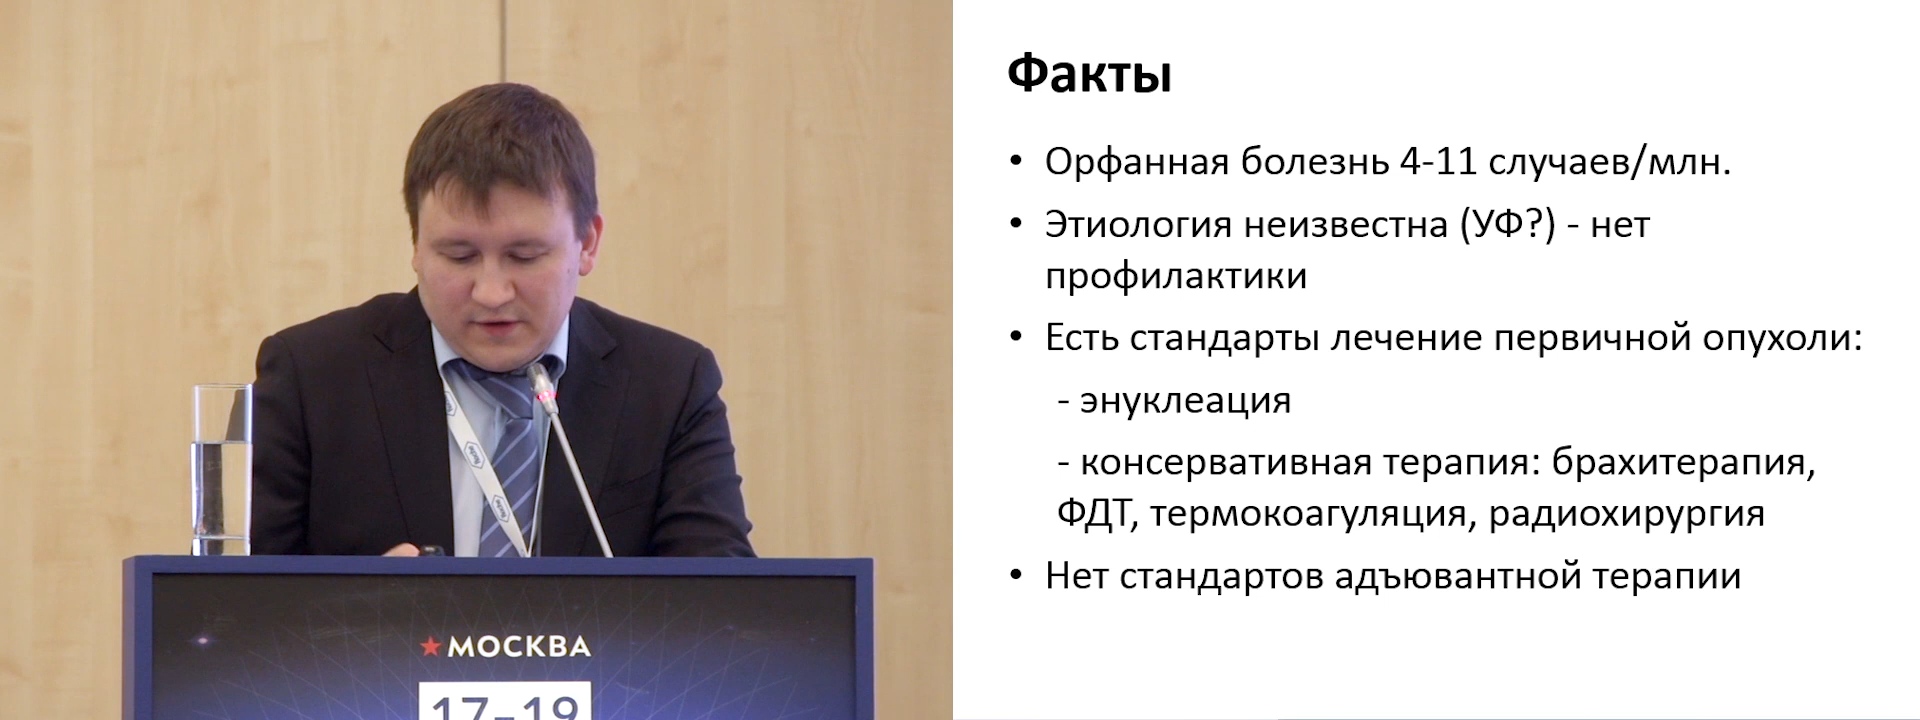 Факты
• Орфанная болезнь 4-11 случаев/млн.
• Этиология неизвестна (УФ?) - нет
профилактики
• Есть стандарты лечение первичной опухоли:
- энуклеация
- консервативная терапия: брахитерапия,
ФДТ, термокоагуляция, радиохирургия
• Нет стандартов адъювантной терапии
МОСКВА
17-19